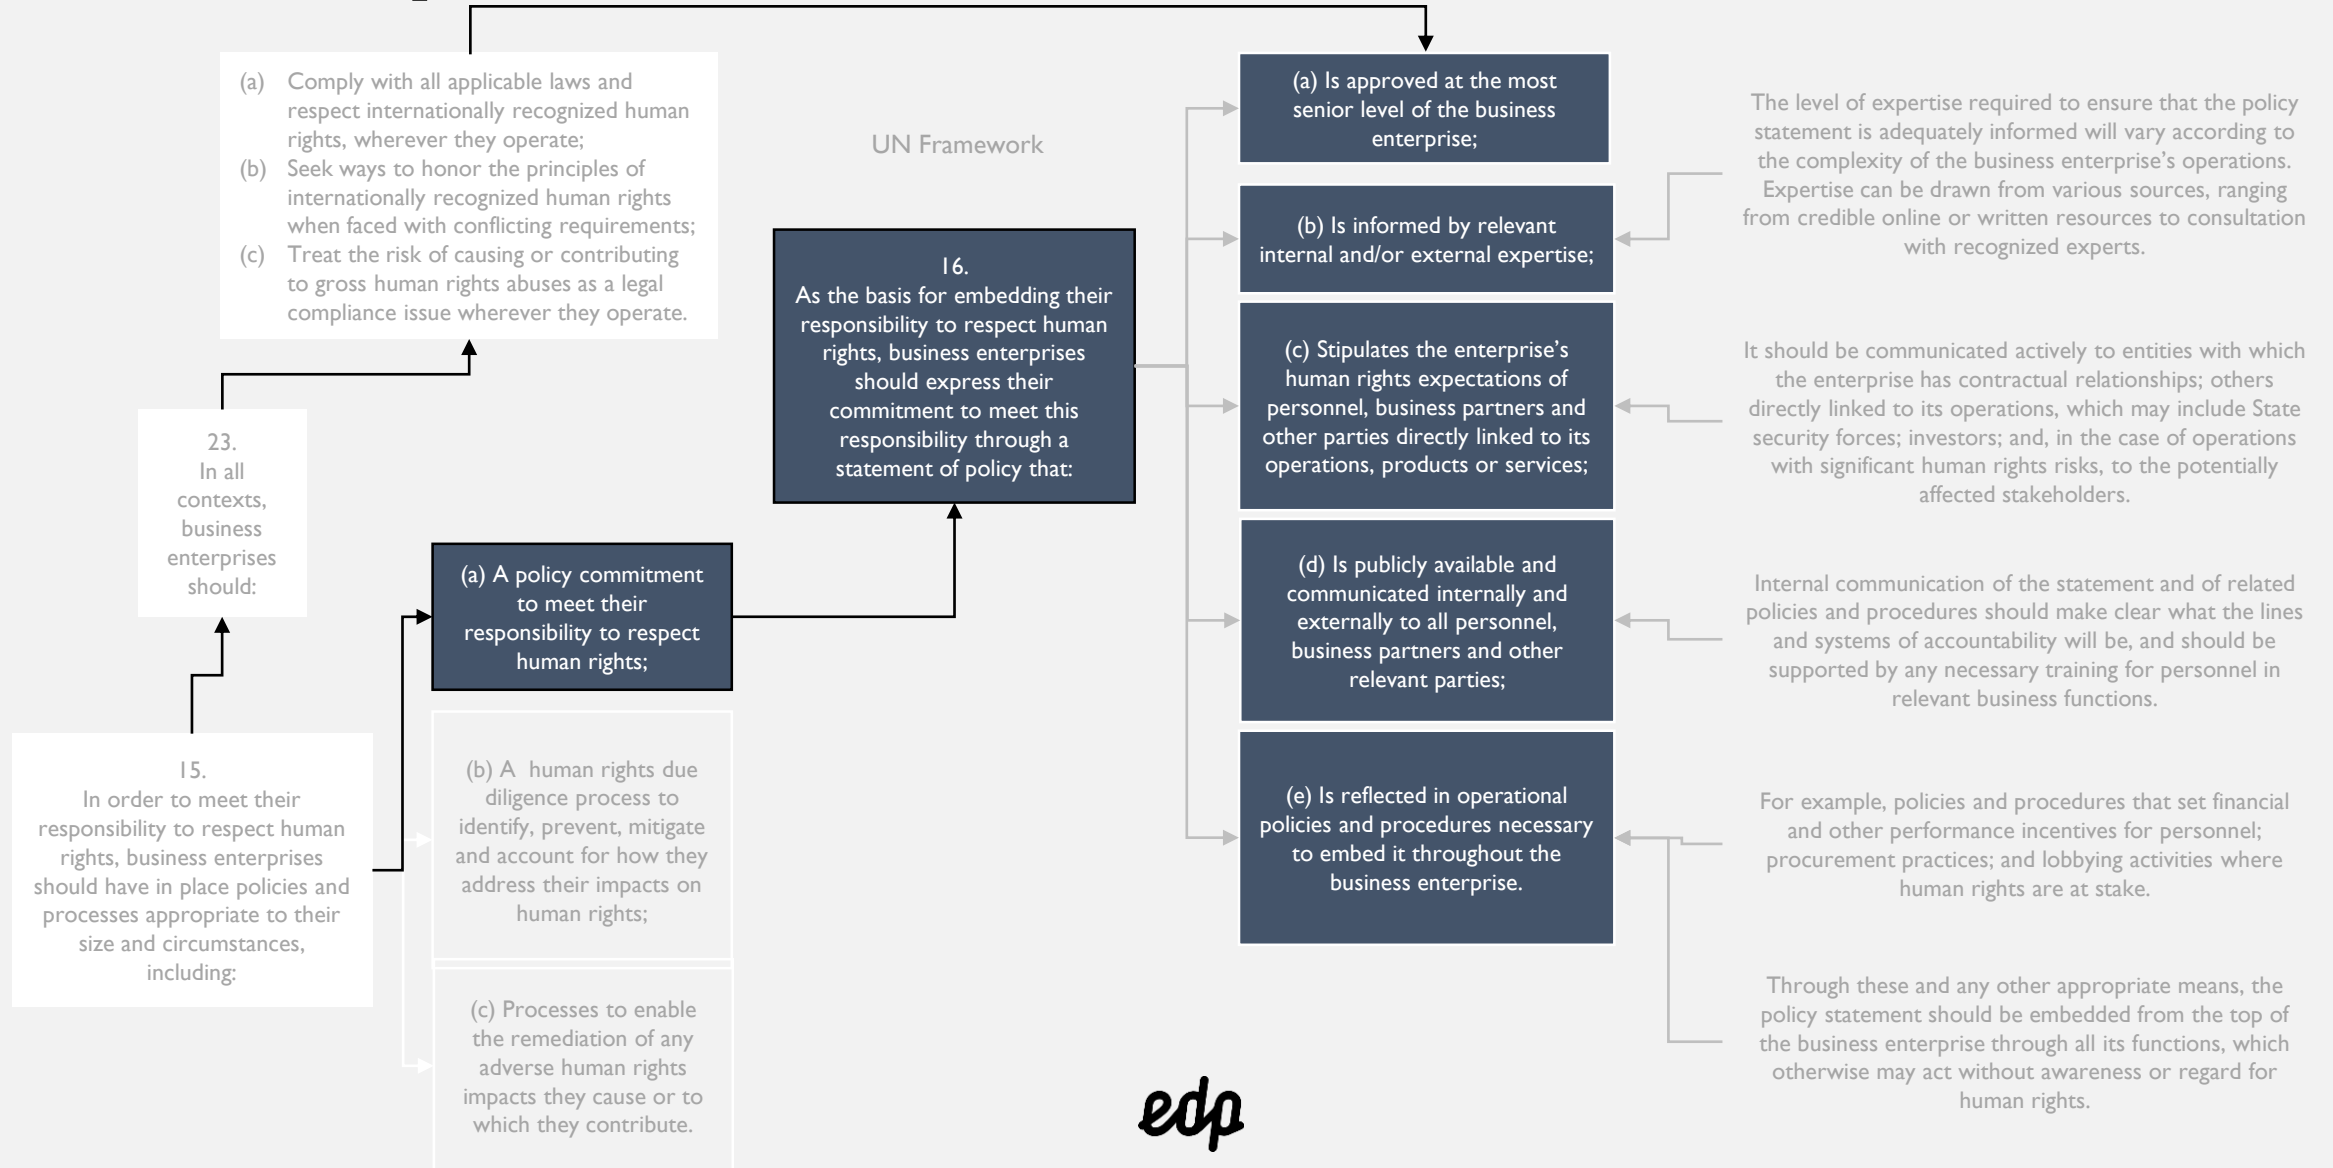 (a) Comply with all applicable laws and
respect internationally recognized human
rights, wherever they operate;
(b) Seek ways to honor the principles of
internationally recognized human rights
when faced with conflicting requirements;
(c) Treat the risk of causing or contributing
to gross human rights abuses as a legal
compliance issue wherever they operate.
23.
In all
contexts,
business
enterprises
should:
15.
In order to meet their
responsibility to respect human
rights, business enterprises
should have in place policies and
processes appropriate to their
size and circumstances,
including:
(a) A policy commitment
to meet their
responsibility to respect
human rights;
(b) A human rights due
diligence process to
identify, prevent, mitigate
and account for how they
address their impacts on
human rights;
(c) Processes to enable
the remediation of any
adverse human rights
impacts they cause or to
which they contribute.
UN Framework
16.
As the basis for embedding their
responsibility to respect human
rights, business enterprises
should express their
commitment to meet this
responsibility through a
statement of policy that:
(a) Is approved at the most
senior level of the business
enterprise;
(b) Is informed by relevant
internal and/or external expertise;
(c) Stipulates the enterprise's
human rights expectations of
personnel, business partners and
other parties directly linked to its
operations, products or services;
(d) Is publicly available and
communicated internally and
externally to all personnel,
business partners and other
relevant parties;
(e) Is reflected in operational
policies and procedures necessary
to embed it throughout the
business enterprise.
The level of expertise required to ensure that the policy
statement is adequately informed will vary according to
the complexity of the business enterprise's operations.
Expertise can be drawn from various sources, ranging
from credible online or written resources to consultation
with recognized experts.
It should be communicated actively to entities with which
the enterprise has contractual relationships; others
directly linked to its operations, which may include State
security forces; investors; and, in the case of operations
with significant human rights risks, to the potentially
affected stakeholders.
Internal communication of the statement and of related
policies and procedures should make clear what the lines
and systems of accountability will be, and should be
supported by any necessary training for personnel in
relevant business functions.
For example, policies and procedures that set financial
and other performance incentives for personnel;
procurement practices; and lobbying activities where
human rights are at stake.
Through these and any other appropriate means, the
policy statement should be embedded from the top of
the business enterprise through all its functions, which
otherwise may act without awareness or regard for
human rights.
edp